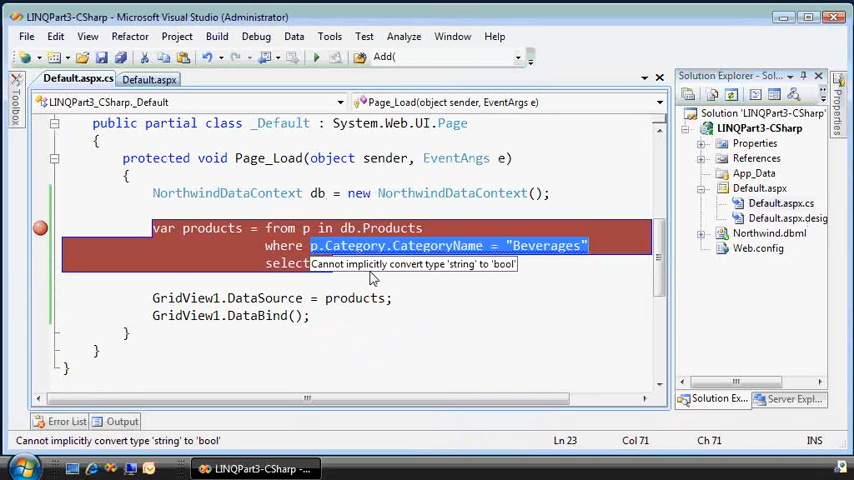 LINQPart3-CSharp - Microsoft Visual Studio (Administrator)
File Edit View Refactor Project Build Debug Data Tools Test Analyze Window Help
Add(
Default.aspx.cs Default.aspx
LINQPart3_CSharp._Default
Page_Load(object sender, EventArgs e)
public partial class _Default : System.Web.UI.Page
{
protected void Page_Load(object sender, EventArgs e)
{
NorthwindDataContext db = new NorthwindDataContext();
var products = from p in db.Products
where p.Category.CategoryName = "Beverages"
select
Cannot implicitly convert type 'string' to 'bool'
GridView1.DataSource = products;
GridView1.DataBind();
}
}
}
Toolbox
Solution Explorer - Sol...
Solution 'LINQPart3-CSharp'
LINQPart3-CSharp
Properties
References
App_Data
Default.aspx
Default.aspx.cs
Default.aspx.desig
Northwind.dbml
Web.config
Solution Ex... Server Expl...
Properties
Error List Output
Cannot implicitly convert type 'string' to 'bool'
Ln 23 Col 71 Ch 71 INS
LINQPart3-CSharp -...